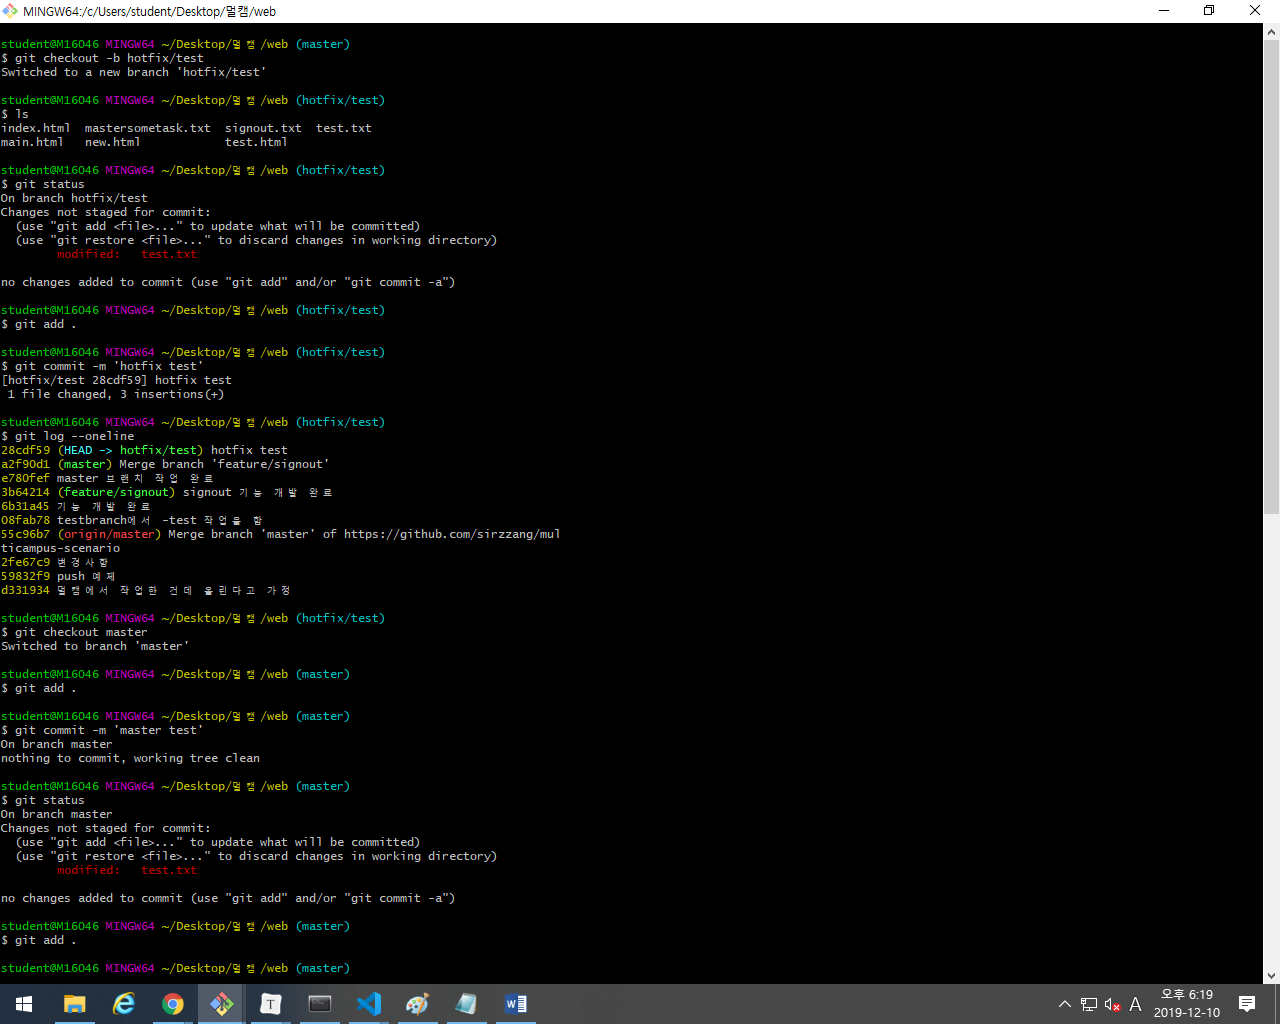 MINGW64:/c/Users/student/Desktop/멀캠/web
student@M16046 MINGW64 ~/Desktop/멀캠/web (master)
$ git checkout -b hotfix/test
Switched to a new branch 'hotfix/test'
student@M16046 MINGW64 ~/Desktop/멀캠/web (hotfix/test)
$ ls
index.html  mastersometask.txt  signout.txt  test.txt
main.html   new.html            test.html
student@M16046 MINGW64 ~/Desktop/멀캠/web (hotfix/test)
$ git status
On branch hotfix/test
Changes not staged for commit:
  (use "git add <file>..." to update what will be committed)
  (use "git restore <file>..." to discard changes in working directory)
        modified:   test.txt
no changes added to commit (use "git add" and/or "git commit -a")
student@M16046 MINGW64 ~/Desktop/멀캠/web (hotfix/test)
$ git add .
student@M16046 MINGW64 ~/Desktop/멀캠/web (hotfix/test)
$ git commit -m 'hotfix test'
[hotfix/test 28cdf59] hotfix test
 1 file changed, 3 insertions(+)
student@M16046 MINGW64 ~/Desktop/멀캠/web (hotfix/test)
$ git log --oneline
28cdf59 (HEAD -> hotfix/test) hotfix test
a2f90d1 (master) Merge branch 'feature/signout'
e780fef master 브랜치 작업 완료
3b64214 (feature/signout) signout 기능 개발 완료
6b31a45 기능 개발 완료
08fab78 testbranch에서 -test 작업을 함
55c96b7 (origin/master) Merge branch 'master' of https://github.com/sirzzang/mul
ticampus-scenario
2fe67c9 변경사항
59832f9 push 예제
d331934 멀캠에서 작업한 건데 올린다고 가정
student@M16046 MINGW64 ~/Desktop/멀캠/web (hotfix/test)
$ git checkout master
Switched to branch 'master'
student@M16046 MINGW64 ~/Desktop/멀캠/web (master)
$ git add .
student@M16046 MINGW64 ~/Desktop/멀캠/web (master)
$ git commit -m 'master test'
On branch master
nothing to commit, working tree clean
student@M16046 MINGW64 ~/Desktop/멀캠/web (master)
$ git status
On branch master
Changes not staged for commit:
  (use "git add <file>..." to update what will be committed)
  (use "git restore <file>..." to discard changes in working directory)
        modified:   test.txt
no changes added to commit (use "git add" and/or "git commit -a")
student@M16046 MINGW64 ~/Desktop/멀캠/web (master)
$ git add .
student@M16046 MINGW64 ~/Desktop/멀캠/web (master)
T
A
오후 6:19
2019-12-10